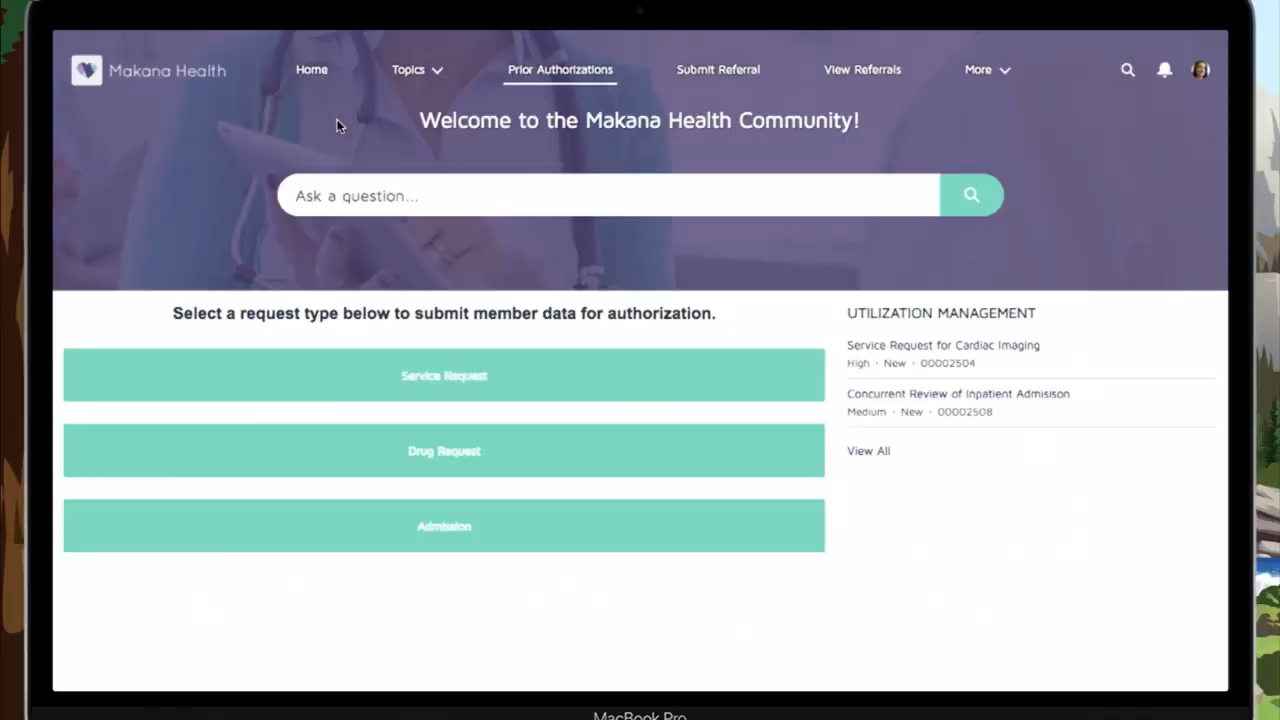 Makana Health
Home
Topics
Prior Authorizations
Submit Referral
View Referrals
More
Welcome to the Makana Health Community!
Ask a question...
Select a request type below to submit member data for authorization.
Service Request
Drug Request
Admission
UTILIZATION MANAGEMENT
Service Request for Cardiac Imaging
High · New · 00002504
Concurrent Review of Inpatient Admisison
Medium · New · 00002508
View All
MacBook Pro